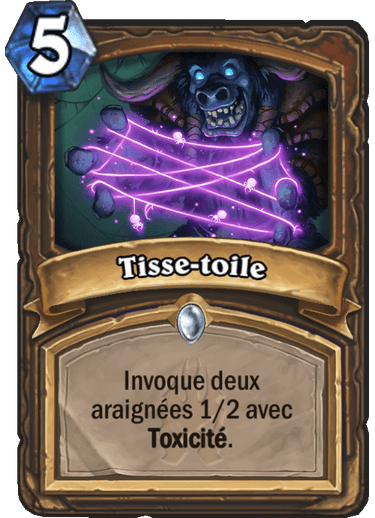 5
Tisse-toile
Invoque deux
araignées 1/2 avec
Toxicité.